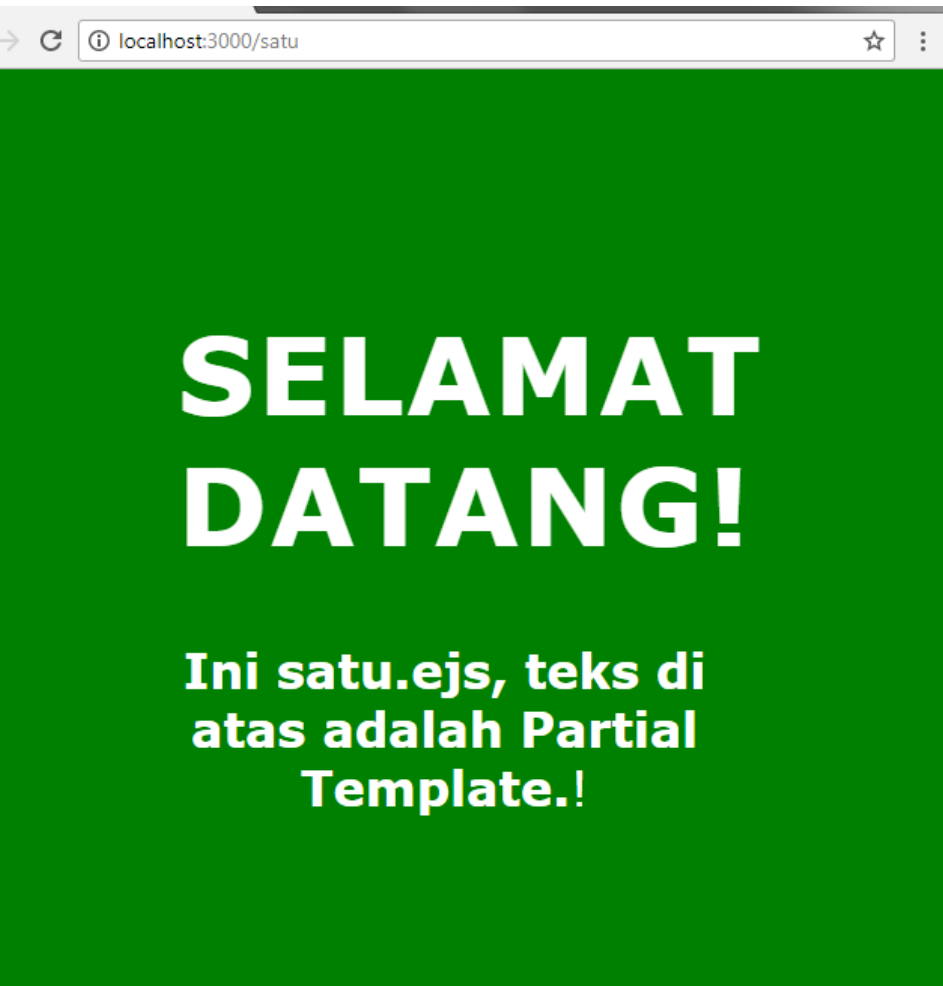 localhost:3000/satu
SELAMAT
DATANG!
Ini satu.ejs, teks di
atas adalah Partial
Template.!